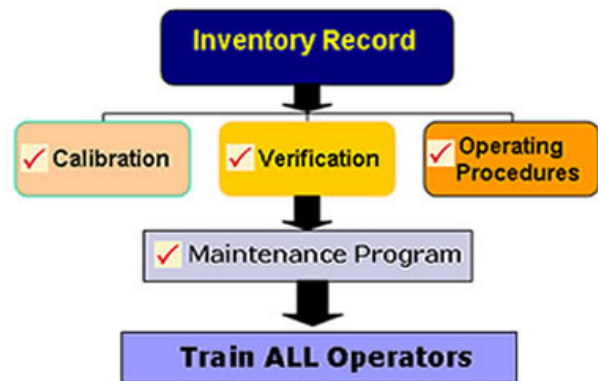 Inventory Record
Calibration
Verification
Operating
Procedures
Maintenance Program
Train ALL Operators